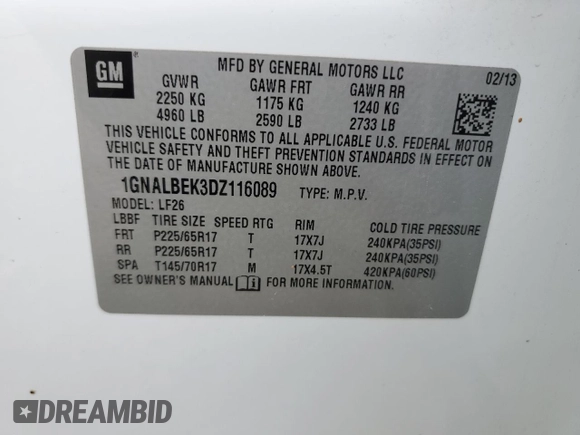 GM
MFD BY GENERAL MOTORS LLC
02/13
GVWR GAWR FRT GAWR RR
2250 KG 1175 KG 1240 KG
4960 LB 2590 LB 2733 LB
THIS VEHICLE CONFORMS TO ALL APPLICABLE U.S. FEDERAL MOTOR
VEHICLE SAFETY AND THEFT PREVENTION STANDARDS IN EFFECT ON
THE DATE OF MANUFACTURE SHOWN ABOVE.
1GNALBEK3DZ116089 TYPE: M.P.V.
MODEL: LF26
LBBF TIRE SIZE SPEED RTG RIM COLD TIRE PRESSURE
FRT P225/65R17 T 17X7J 240KPA(35PSI)
RR P225/65R17 T 17X7J 240KPA(35PSI)
SPA T145/70R17 M 17X4.5T 420KPA(60PSI)
SEE OWNER'S MANUAL FOR MORE INFORMATION.
DREAMBID